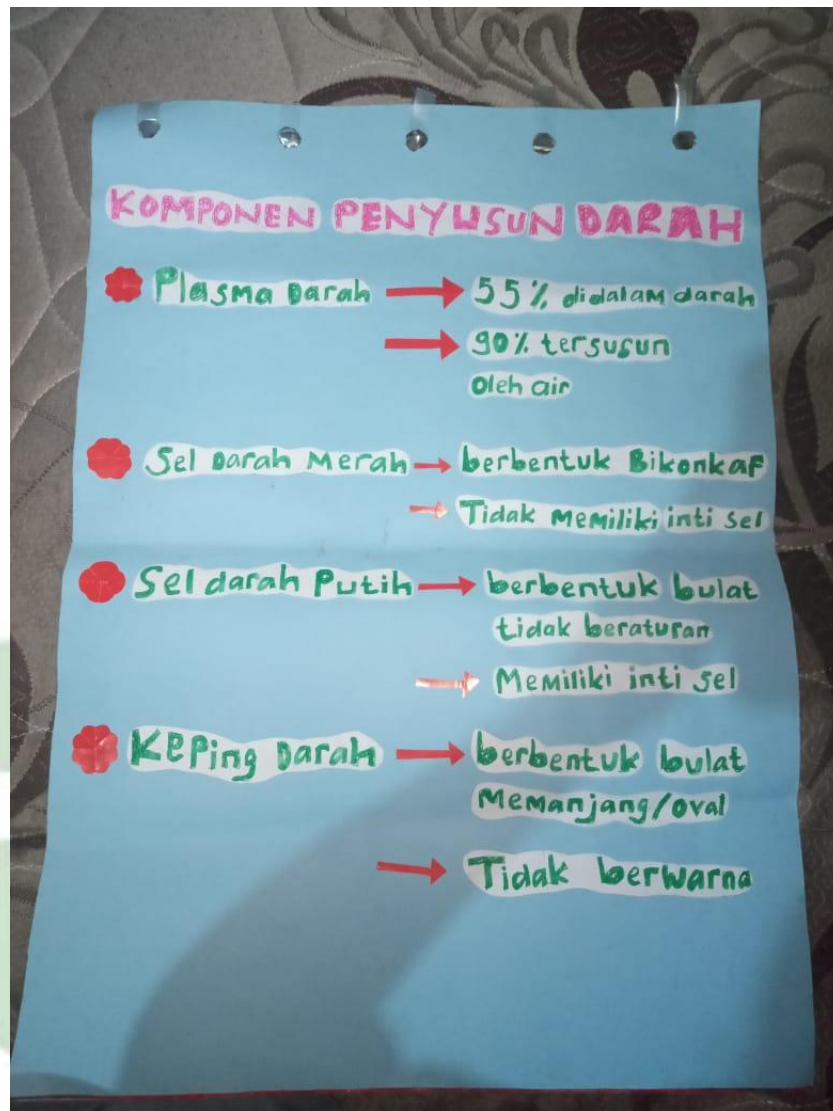 KOMPONEN PENYUSUN DARAH
Plasma Darah → 55% didalam darah
→ 90% tersusun
oleh air
Sel Darah Merah → berbentuk Bikonkaf
→ Tidak Memiliki inti sel
Sel darah Putih → berbentuk bulat
tidak beraturan
→ Memiliki inti sel
Keping Darah → berbentuk bulat
Memanjang/oval
→ Tidak berwarna